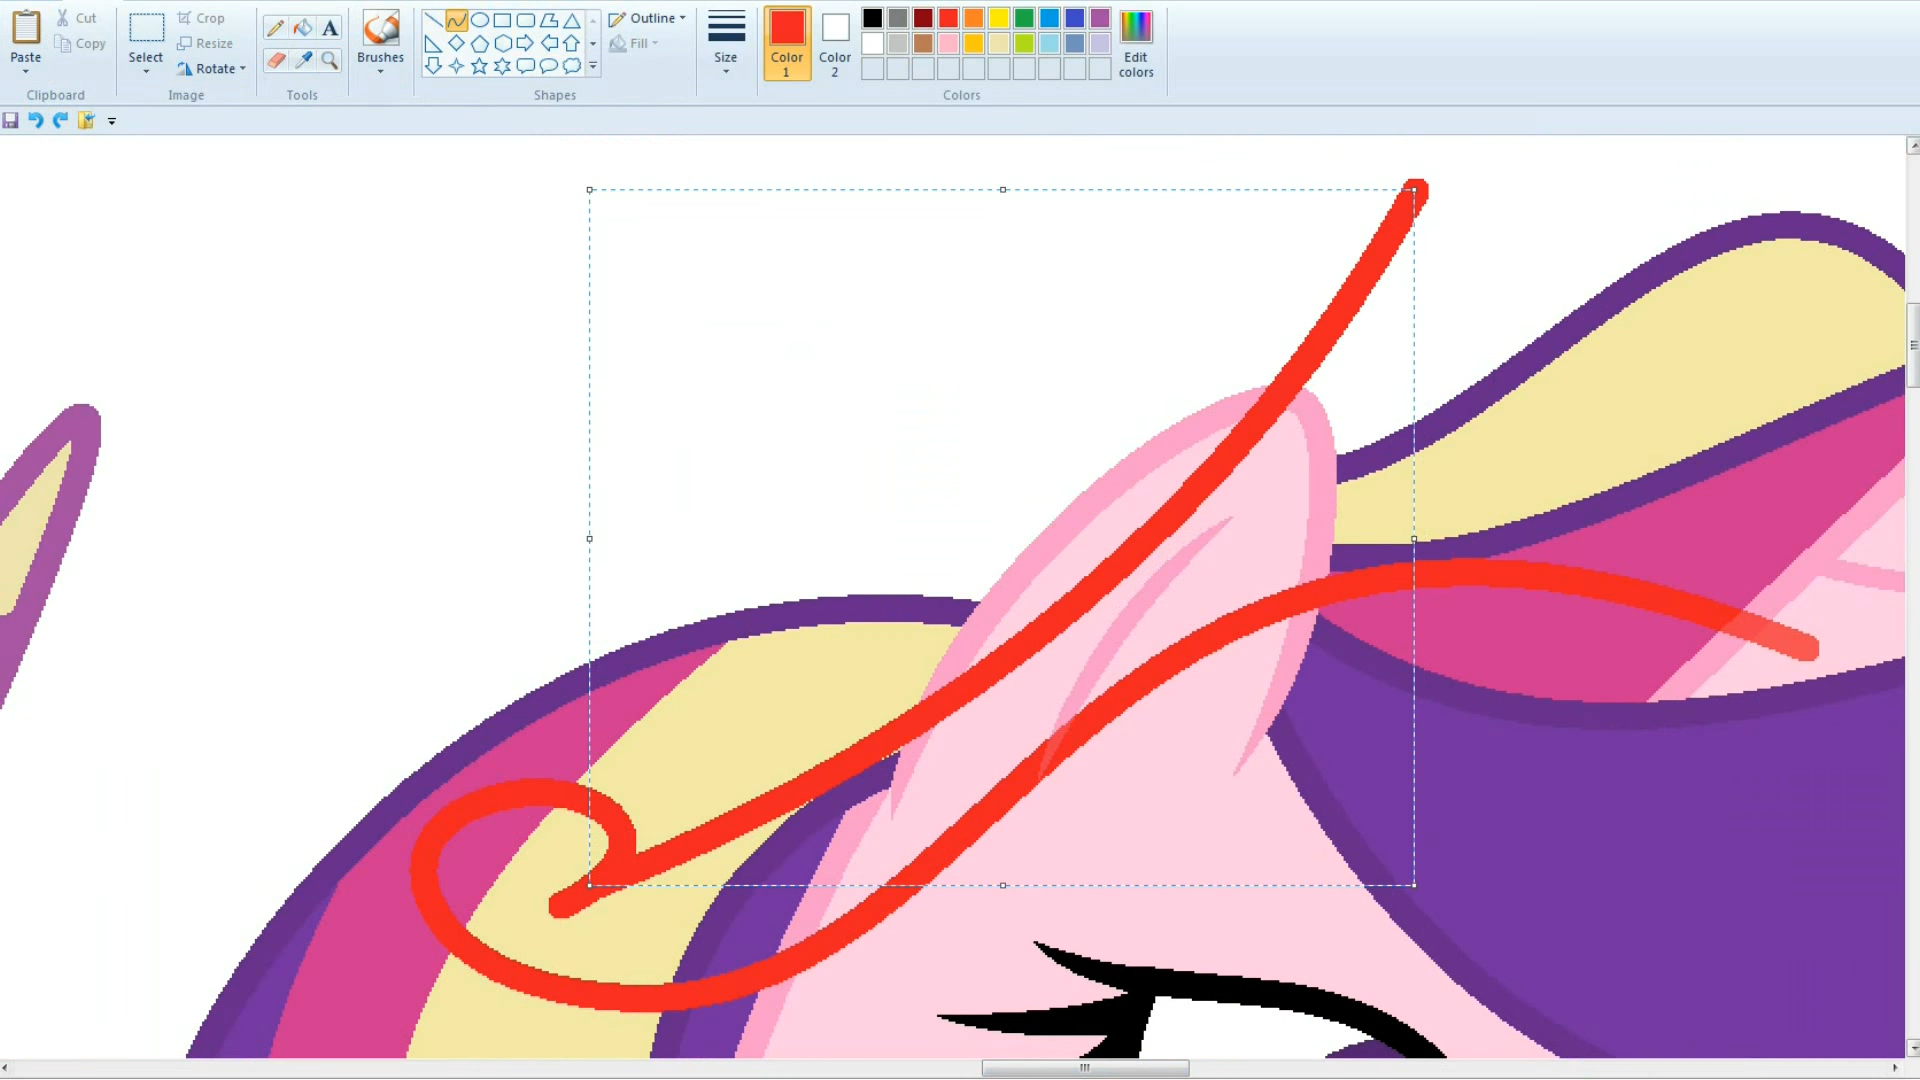 Paste
Cut
Copy
Clipboard
Select
Crop
Resize
Rotate
Image
A
Tools
Brushes
Outline
Fill
Shapes
Size
Color
1
Color
2
Edit
colors
Colors